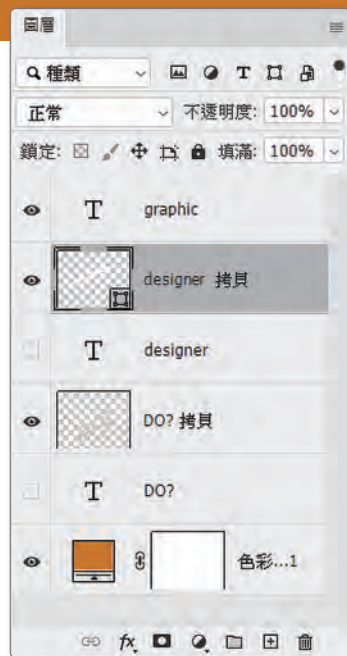 圖層
種類
正常 不透明度: 100%
鎖定: 填滿: 100%
T graphic
designer 拷貝
T designer
DO? 拷貝
T DO?
色彩...1
fx